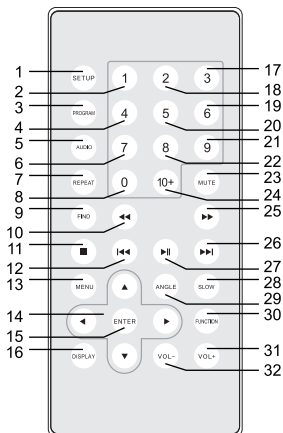 1 SETUP 1 2 3 17
2 18
3 PROGRAM 4 5 6 19
4 20
5 AUDIO 7 8 9 21
6 22
7 REPEAT 0 10+ MUTE 23
8 24
9 FIND 25
10
11 26
12 27
13 MENU ANGLE SLOW 28
29
14 ENTER FUNCTION 30
15
16 DISPLAY VOL− VOL+ 31
32